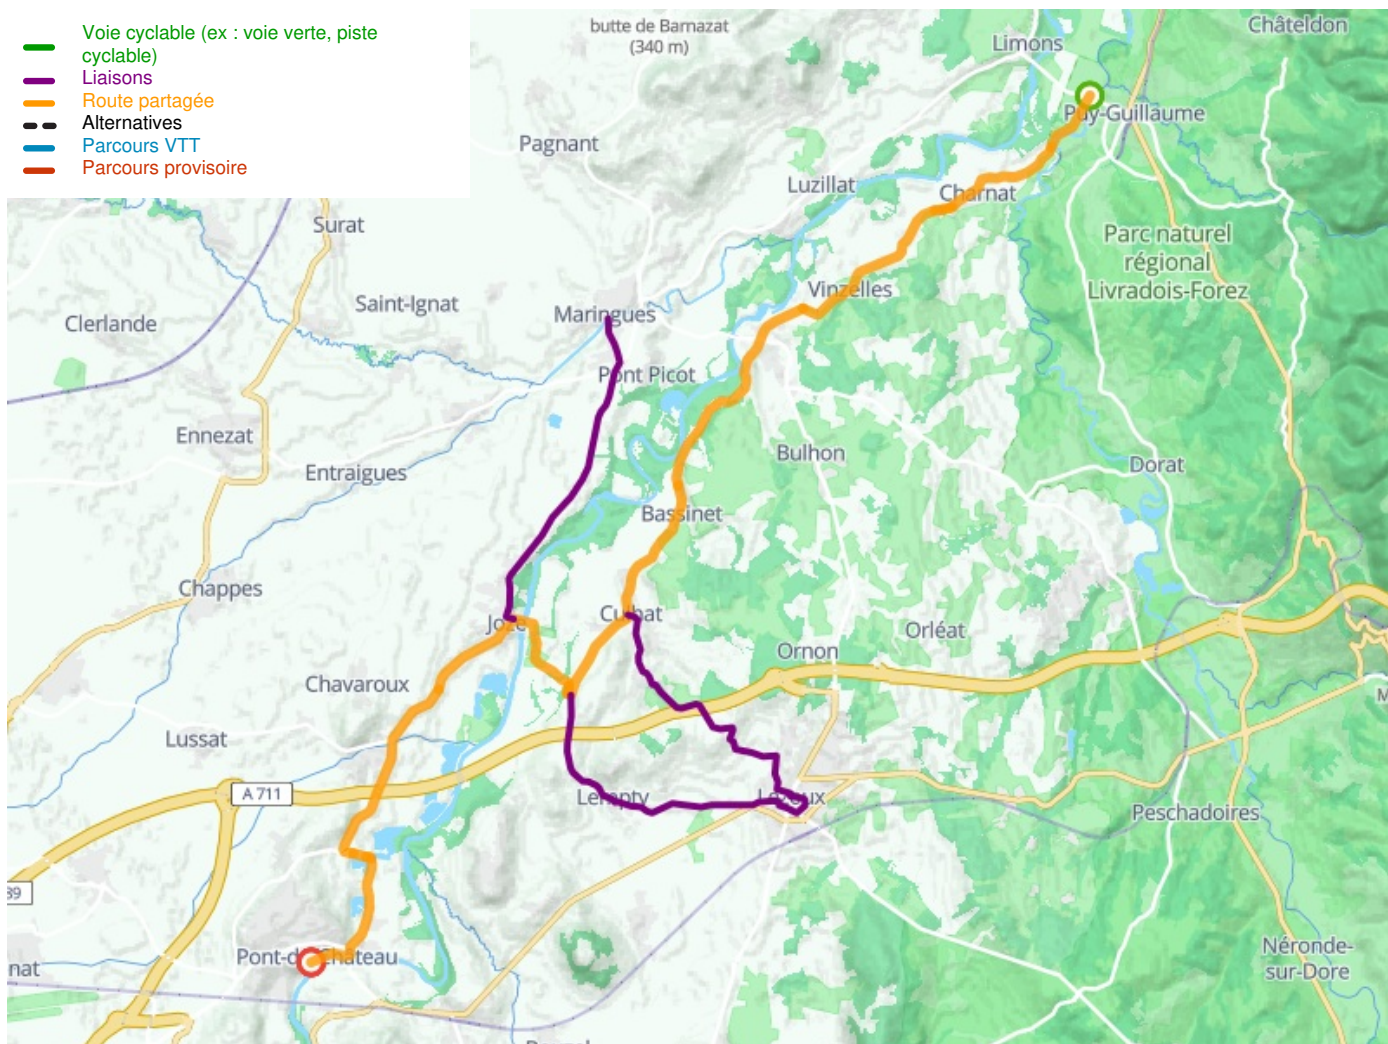 Voie cyclable (ex : voie verte, piste
cyclable)
Liaisons
Route partagée
Alternatives
Parcours VTT
Parcours provisoire
butte de Barnazat
(340 m)
Châteldon
Limons
Puy-Guillaume
Pagnant
Luzillat
Charnat
Surat
Parc naturel
régional
Livradois-Forez
Vinzelles
Saint-Ignat
Maringues
Clerlande
Pont Picot
Ennezat
Bulhon
Entraigues
Dorat
Bassinet
Chappes
Culhat
Joze
Orléat
Ornon
Chavaroux
Lussat
A 711
Lempty
Lezoux
Peschadoires
Pont-du-Château
Néronde-
sur-Dore